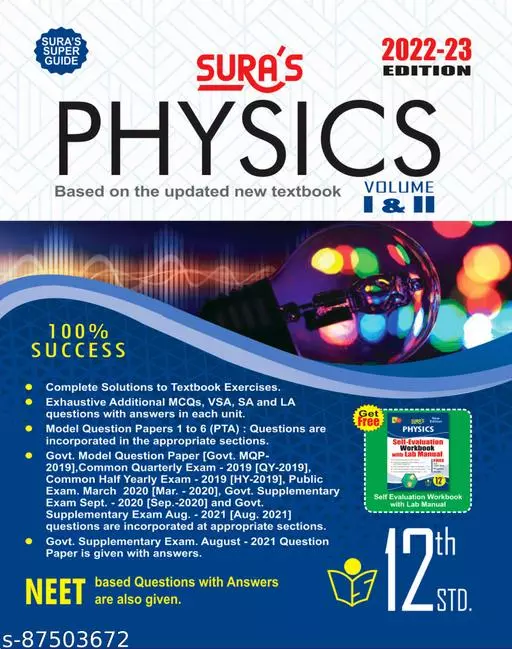 SURA'S
SUPER
GUIDE
SURA'S
2022-23
EDITION
PHYSICS
Based on the updated new textbook
VOLUME
I & II
100%
SUCCESS
Complete Solutions to Textbook Exercises.
Exhaustive Additional MCQs, VSA, SA and LA
questions with answers in each unit.
Model Question Papers 1 to 6 (PTA) : Questions are
incorporated in the appropriate sections.
Govt. Model Question Paper [Govt. MQP-
2019],Common Quarterly Exam - 2019 [QY-2019],
Common Half Yearly Exam - 2019 [HY-2019], Public
Exam. March 2020 [Mar. - 2020], Govt. Supplementary
Exam Sept. - 2020 [Sep.-2020] and Govt.
Supplementary Exam Aug. - 2021 [Aug. 2021]
questions are incorporated at appropriate sections.
Govt. Supplementary Exam. August - 2021 Question
Paper is given with answers.
Get
Free
SURA'S
PHYSICS
Self-Evaluation
Workbook
with Lab Manual
12
Self Evaluation Workbook
with Lab Manual
NEET based Questions with Answers
are also given.
12th
STD.
s-87503672